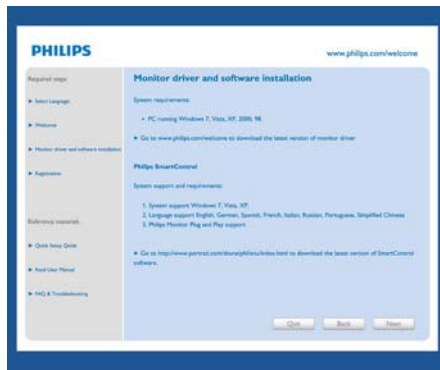 PHILIPS
www.philips.com/welcome
Required steps
Select Language
Welcome
Monitor driver and software installation
Registration
Reference materials
Quick Setup Guide
Read User Manual
FAQ & Troubleshooting
Monitor driver and software installation
System requirements:
• PC running Windows 7, Vista, XP, 2000, 98.
Go to www.philips.com/welcome to download the latest version of monitor driver
Philips SmartControl
System support and requirements:
1. System support Windows 7, Vista, XP.
2. Language support English, German, Spanish, French, Italian, Russian, Portuguese, Simplified Chinese
3. Philips Monitor Plug and Play support
Go to http://www.portrait.com/dtune/ to download the latest version of SmartControl
software.
Quit
Back
Next